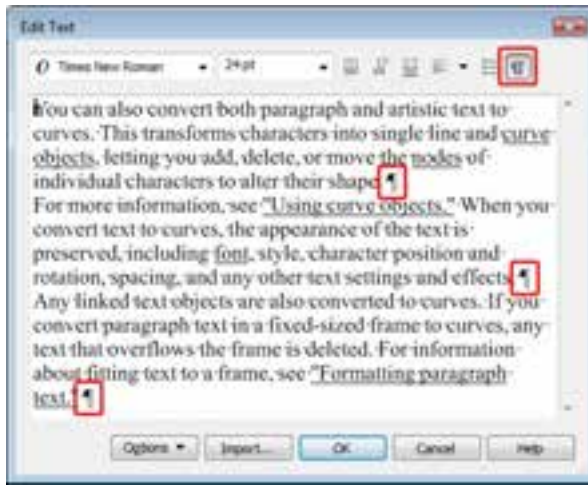 Edit Text
O Times New Roman 24 pt
You can also convert both paragraph and artistic text to
curves. This transforms characters into single line and curve
objects, letting you add, delete, or move the nodes of
individual characters to alter their shape.¶
For more information, see "Using curve objects." When you
convert text to curves, the appearance of the text is
preserved, including font, style, character position and
rotation, spacing, and any other text settings and effects.¶
Any linked text objects are also converted to curves. If you
convert paragraph text in a fixed-sized frame to curves, any
text that overflows the frame is deleted. For information
about fitting text to a frame, see "Formatting paragraph
text."¶
Options Import... OK Cancel Help